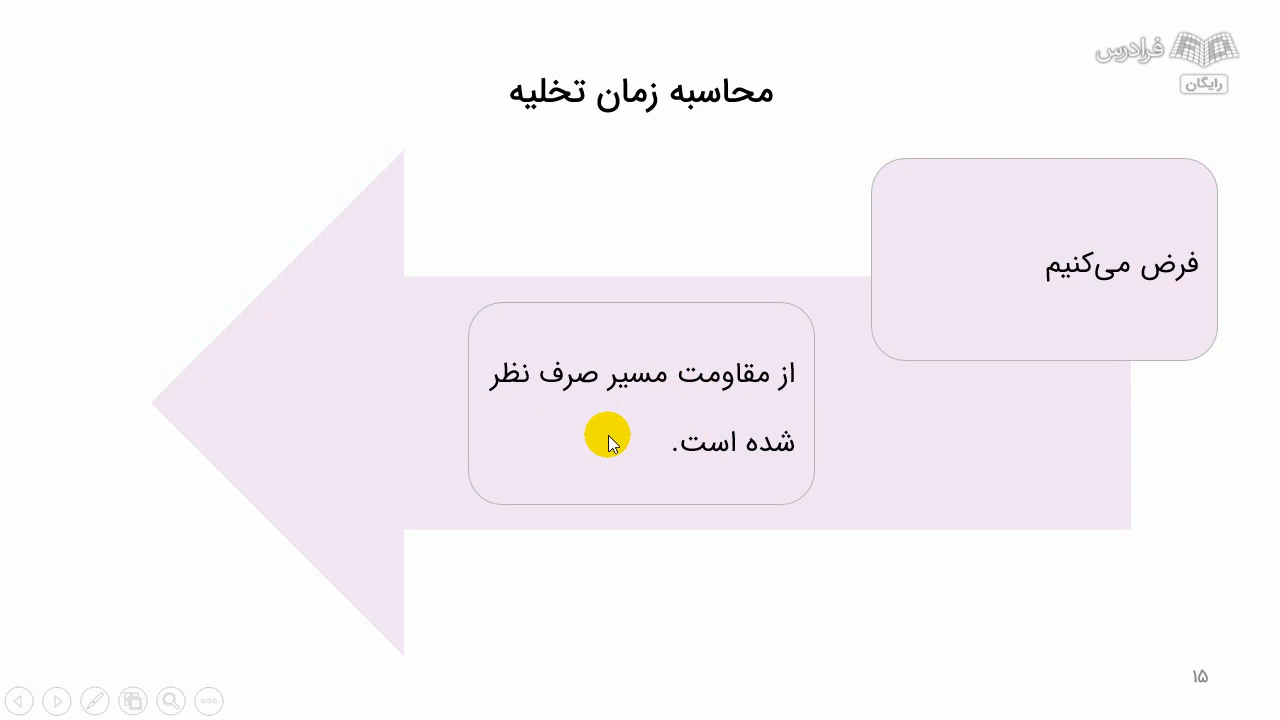 فرادرس
رایگان
محاسبه زمان تخلیه
فرض می‌کنیم
از مقاومت مسیر صرف نظر
شده است.
۱۵